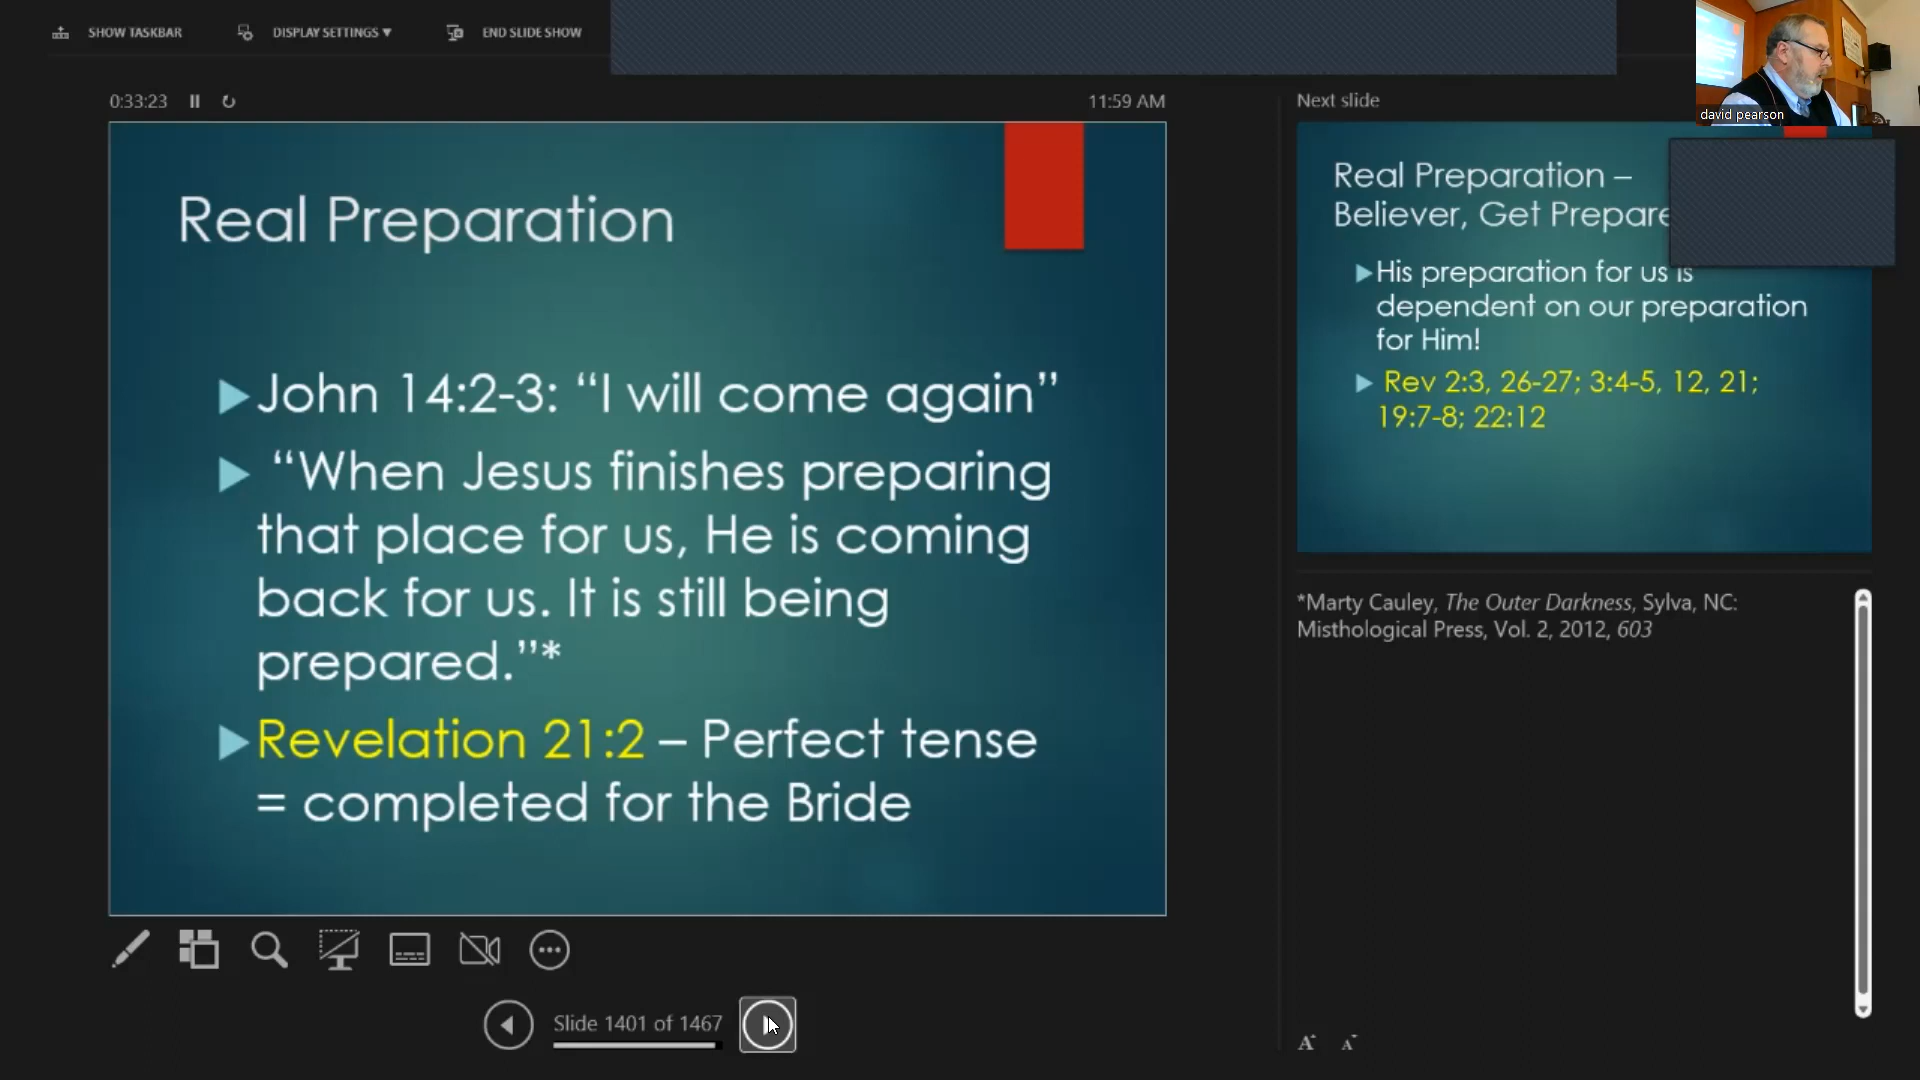 SHOW TASKBAR
DISPLAY SETTINGS ▼
END SLIDE SHOW
0:33:23
11:59 AM
Real Preparation
►John 14:2-3: “I will come again”
► “When Jesus finishes preparing
that place for us, He is coming
back for us. It is still being
prepared.”*
►Revelation 21:2 – Perfect tense
= completed for the Bride
Slide 1401 of 1467
Next slide
david pearson
Real Preparation –
Believer, Get
►His preparation for us is
dependent on our preparation
for Him!
► Rev 2:3, 26-27; 3:4-5, 12, 21;
19:7-8; 22:12
*Marty Cauley, The Outer Darkness, Sylva, NC:
Misthological Press, Vol. 2, 2012, 603
A A